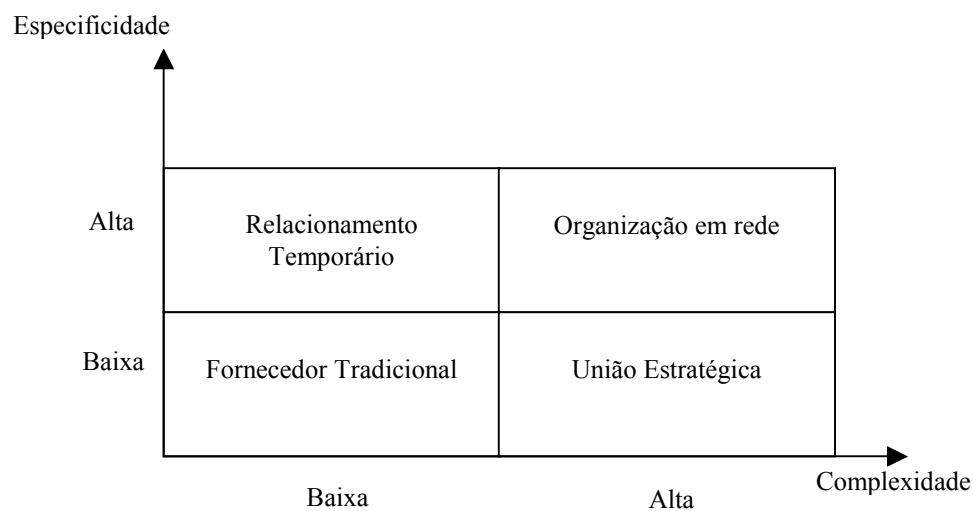 Especificidade
Alta
Relacionamento
Temporário
Organização em rede
Baixa
Fornecedor Tradicional
União Estratégica
Complexidade
Baixa
Alta